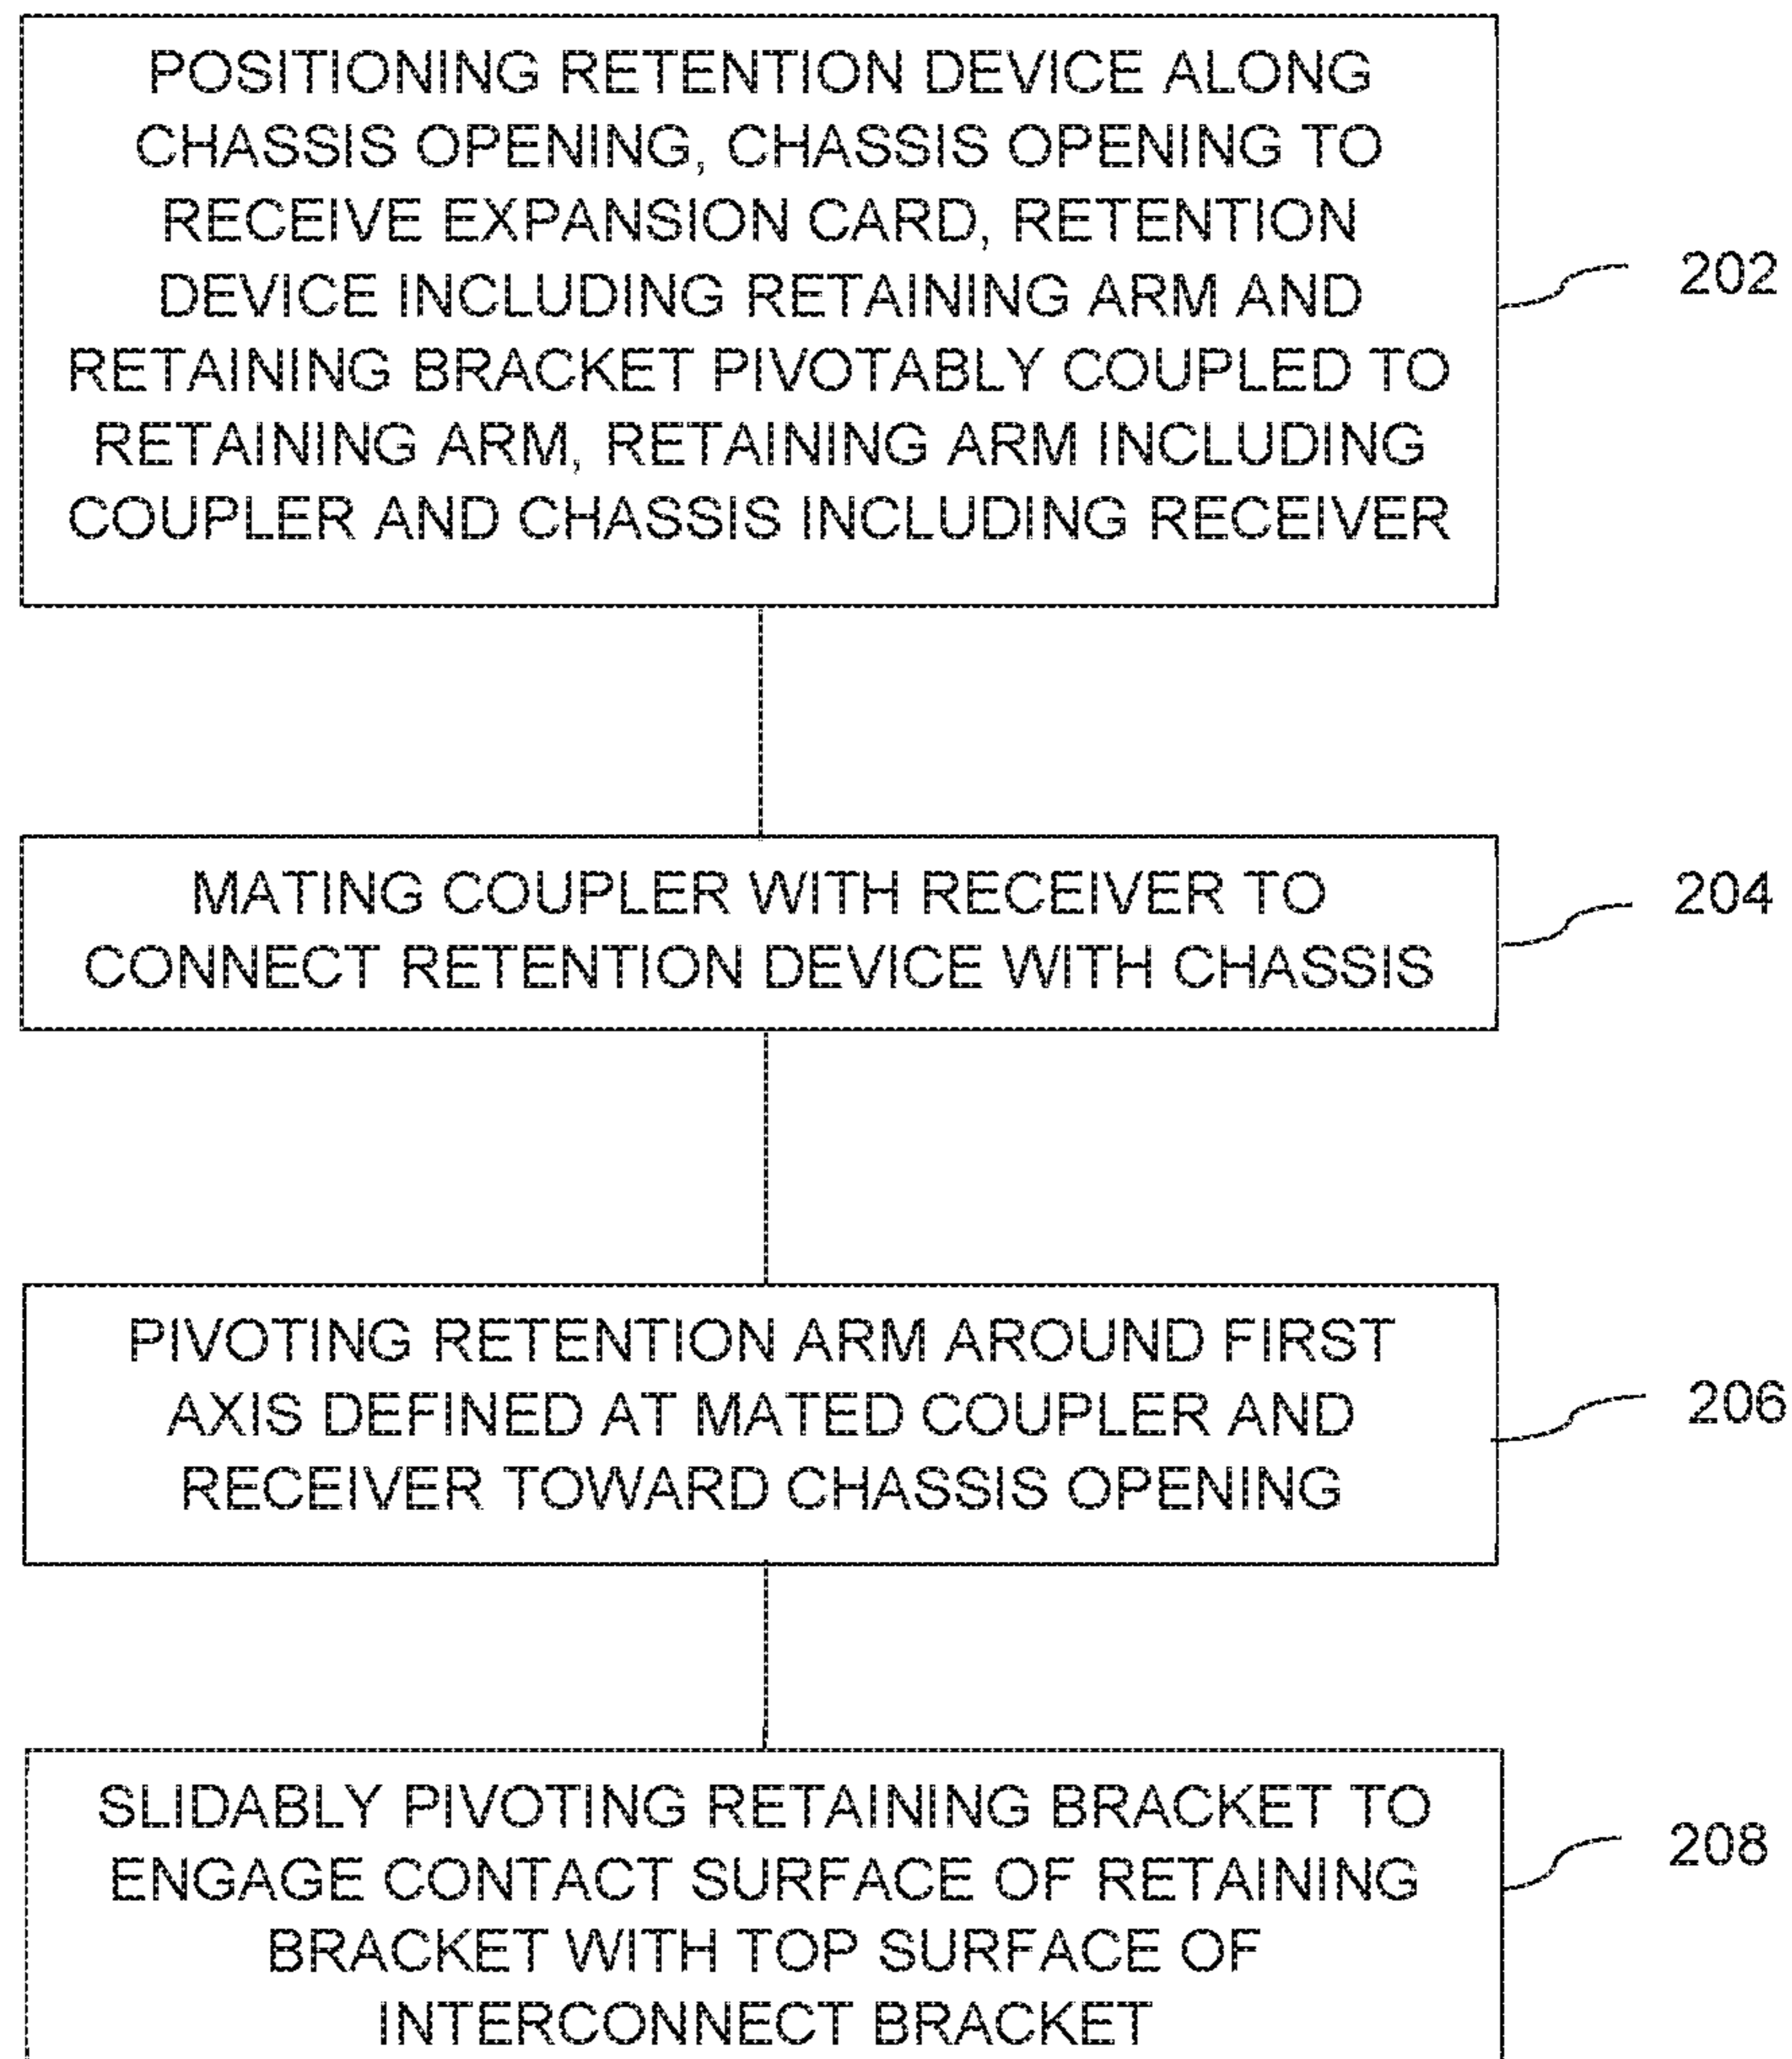 POSITIONING RETENTION DEVICE ALONG
CHASSIS OPENING, CHASSIS OPENING TO
RECEIVE EXPANSION CARD, RETENTION
DEVICE INCLUDING RETAINING ARM AND
RETAINING BRACKET PIVOTABLY COUPLED TO
RETAINING ARM, RETAINING ARM INCLUDING
COUPLER AND CHASSIS INCLUDING RECEIVER
202
MATING COUPLER WITH RECEIVER TO
CONNECT RETENTION DEVICE WITH CHASSIS
204
PIVOTING RETENTION ARM AROUND FIRST
AXIS DEFINED AT MATED COUPLER AND
RECEIVER TOWARD CHASSIS OPENING
206
SLIDABLY PIVOTING RETAINING BRACKET TO
ENGAGE CONTACT SURFACE OF RETAINING
BRACKET WITH TOP SURFACE OF
INTERCONNECT BRACKET
208